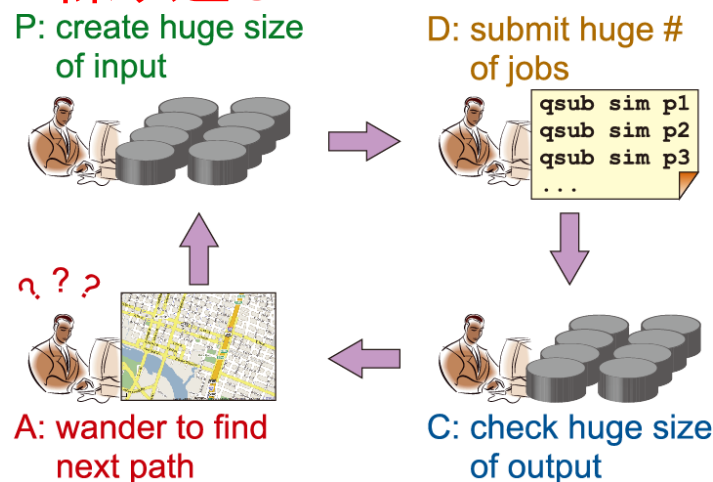 P: create huge size
of input
D: submit huge #
of jobs
qsub sim p1
qsub sim p2
qsub sim p3
...
? ? ?
A: wander to find
next path
C: check huge size
of output